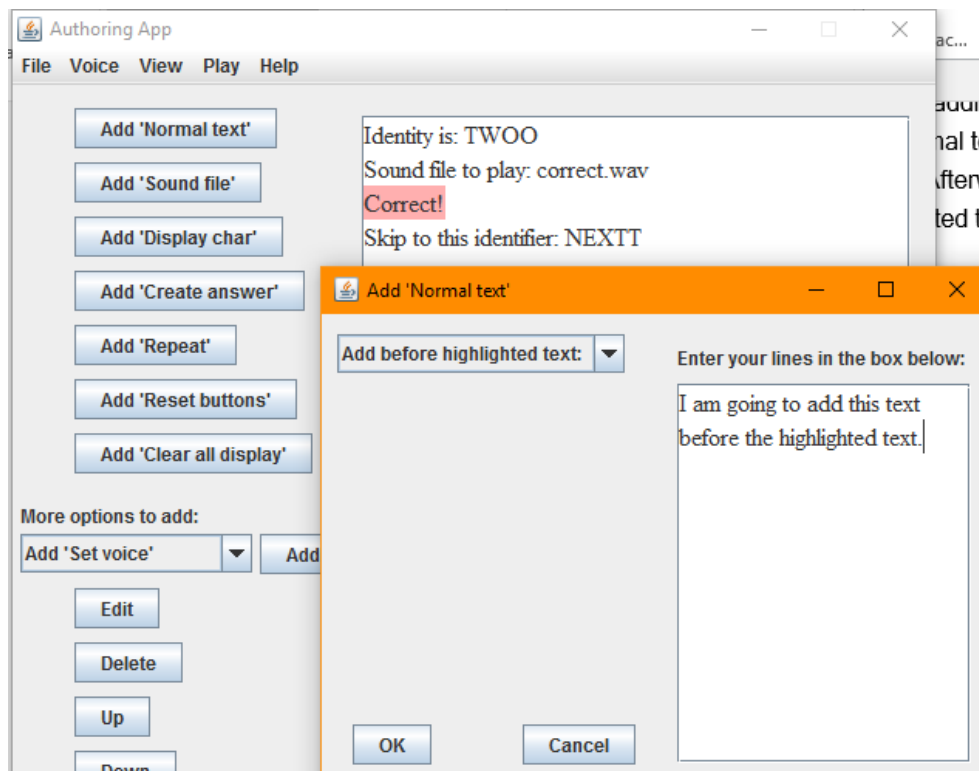 Authoring App
File Voice View Play Help
Add 'Normal text'
Add 'Sound file'
Add 'Display char'
Add 'Create answer'
Add 'Repeat'
Add 'Reset buttons'
Add 'Clear all display'
More options to add:
Add 'Set voice'
Add
Edit
Delete
Up
Down
Identity is: TWOO
Sound file to play: correct.wav
Correct!
Skip to this identifier: NEXTT
Add 'Normal text'
Add before highlighted text:
Enter your lines in the box below:
I am going to add this text
before the highlighted text.
OK
Cancel